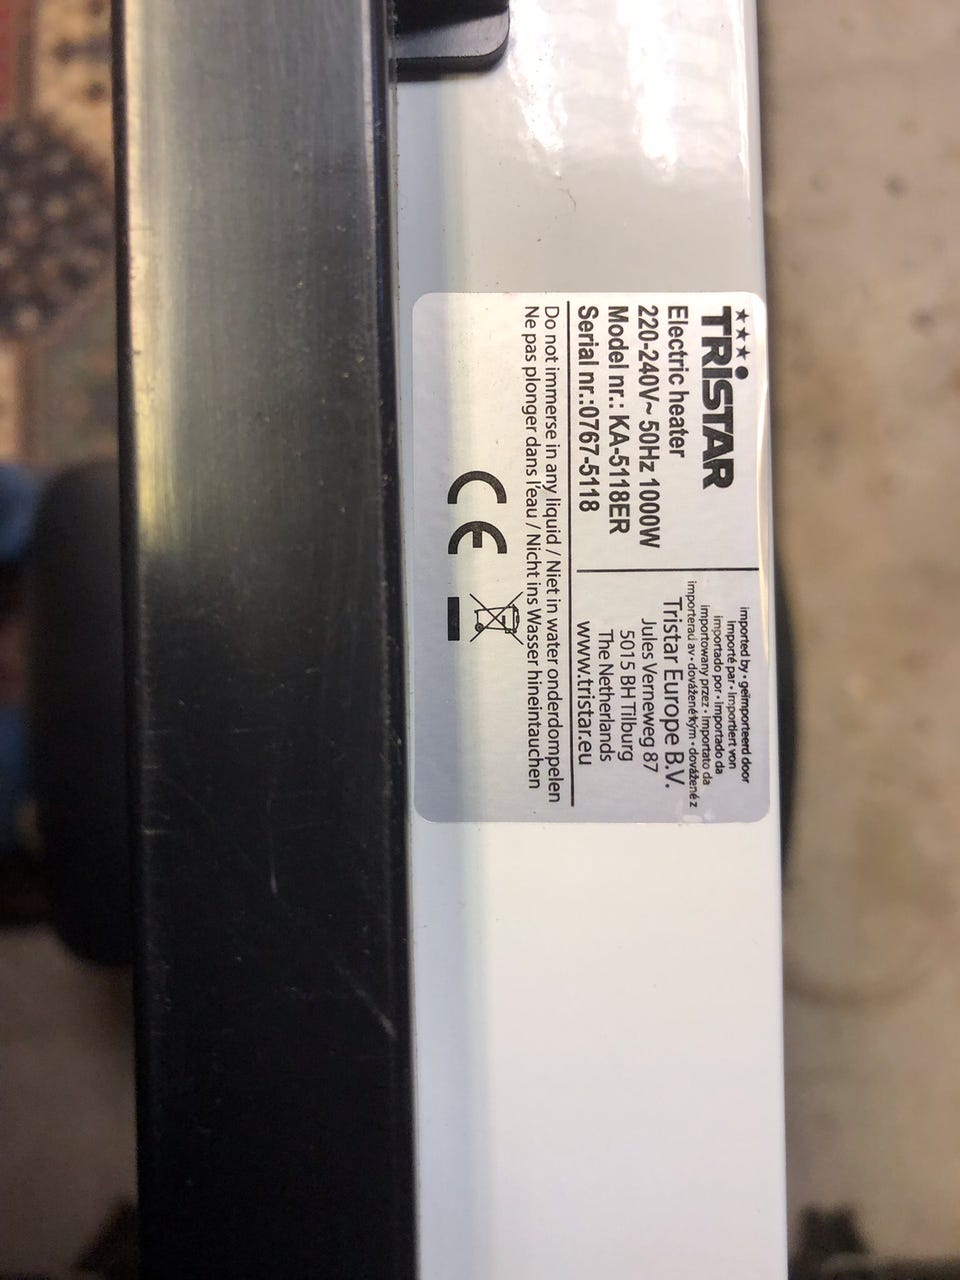 TRiSTAR
Electric heater
220-240V~ 50Hz 1000W
Model nr.: KA-5118ER
Serial nr.:0767-5118
imported by • geïmporteerd door
importé par • importiert von
importado por • importado da
importowany przez • importato da
importerad av • dovážené kým • dovážené z
Tristar Europe B.V.
Jules Verneweg 87
5015 BH Tilburg
The Netherlands
www.tristar.eu
Do not immerse in any liquid / Niet in water onderdompelen
Ne pas plonger dans l'eau / Nicht ins Wasser hineintauchen
CE